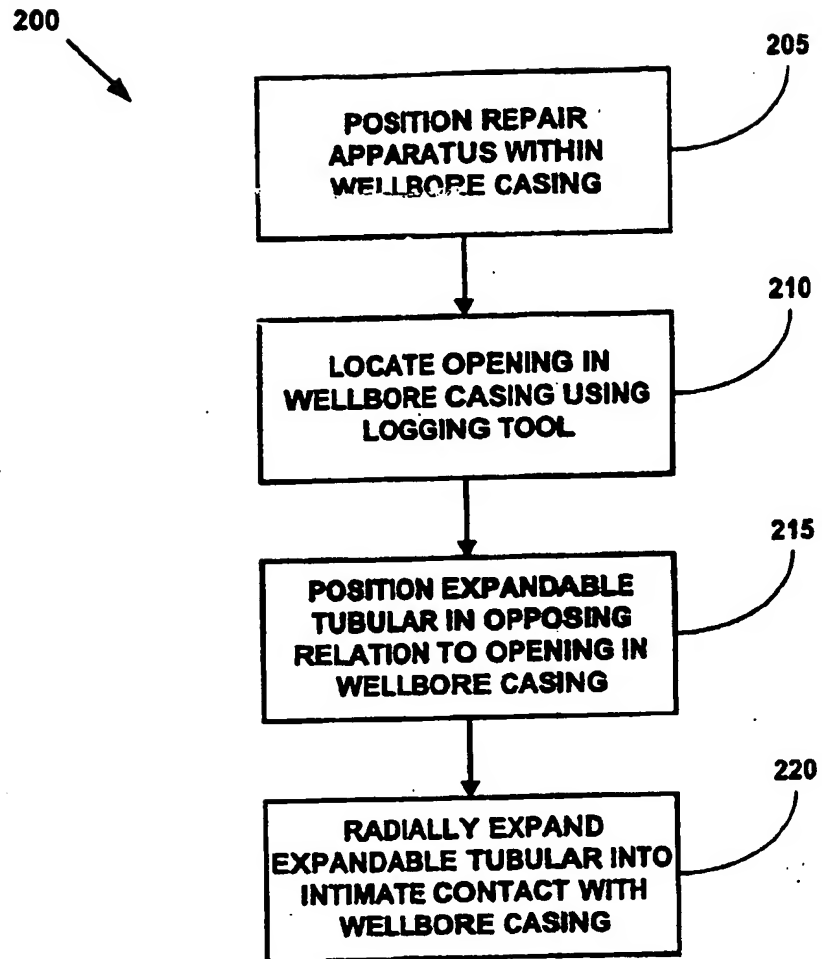 200
205
POSITION REPAIR
APPARATUS WITHIN
WELLBORE CASING
210
LOCATE OPENING IN
WELLBORE CASING USING
LOGGING TOOL
215
POSITION EXPANDABLE
TUBULAR IN OPPOSING
RELATION TO OPENING IN
WELLBORE CASING
220
RADIALLY EXPAND
EXPANDABLE TUBULAR INTO
INTIMATE CONTACT WITH
WELLBORE CASING